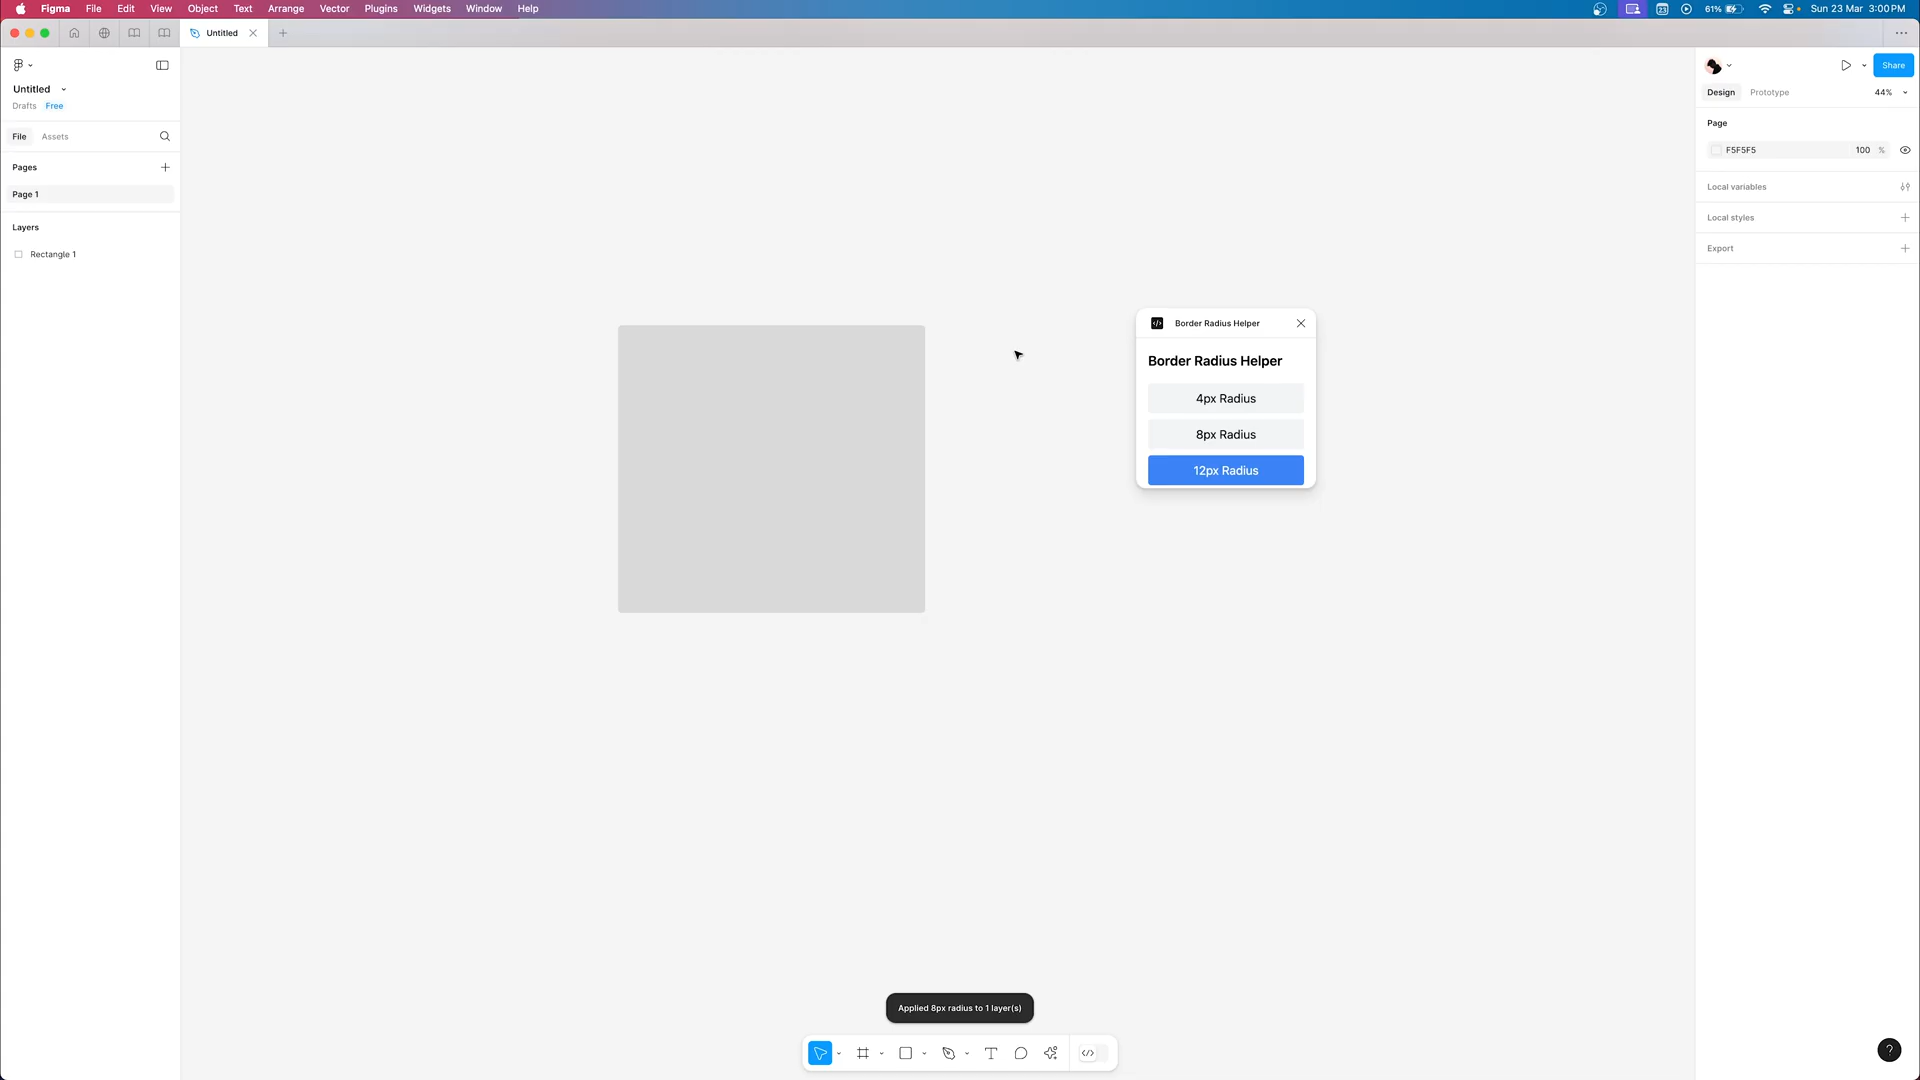 Figma File Edit View Object Text Arrange Vector Plugins Widgets Window Help
23 61% Sun 23 Mar 3:00 PM
Untitled
Share
Untitled
Drafts Free
Design Prototype 44%
File Assets
Page
Pages
F5F5F5 100 %
Page 1
Local variables
Local styles
Layers
Export
Rectangle 1
Border Radius Helper
Border Radius Helper
4px Radius
8px Radius
12px Radius
Applied 8px radius to 1 layer(s)
?